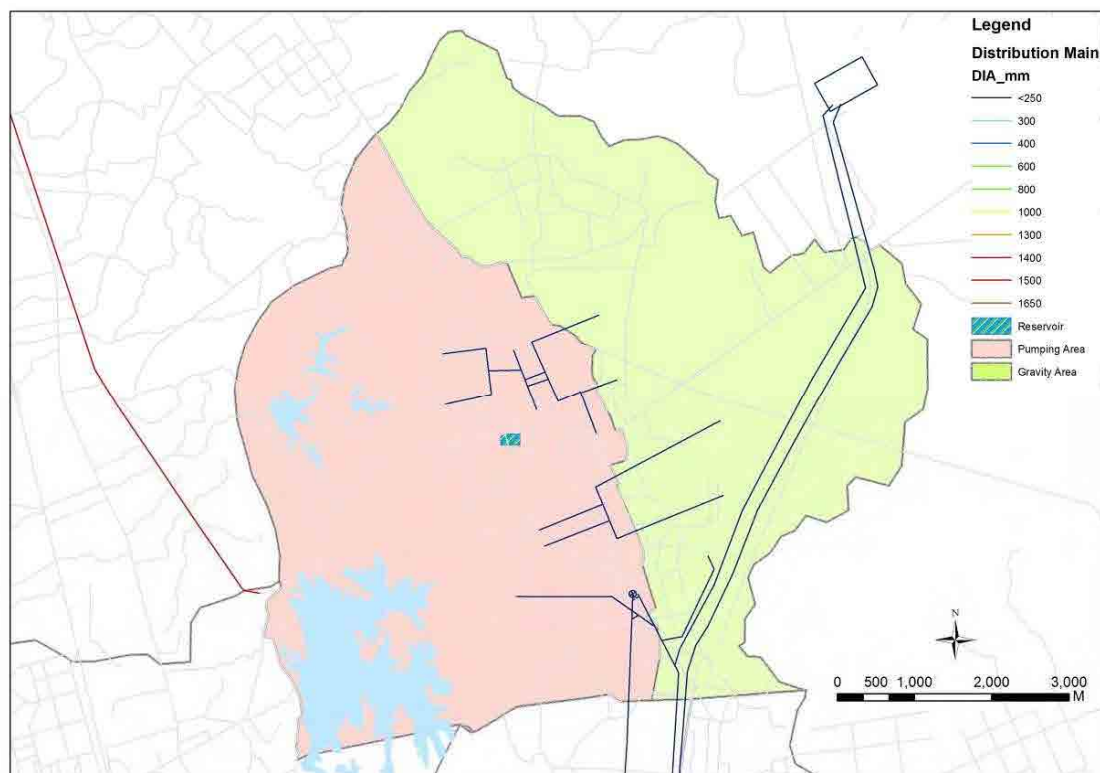 Legend
Distribution Main
DIA_mm
<250
300
400
600
800
1000
1300
1400
1500
1650
Reservoir
Pumping Area
Gravity Area
N
0 500 1,000 2,000 3,000
M